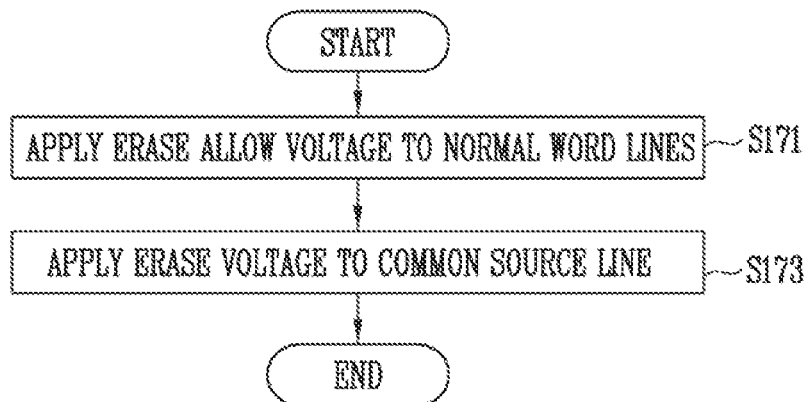 START
APPLY ERASE ALLOW VOLTAGE TO NORMAL WORD LINES
S171
APPLY ERASE VOLTAGE TO COMMON SOURCE LINE
S173
END